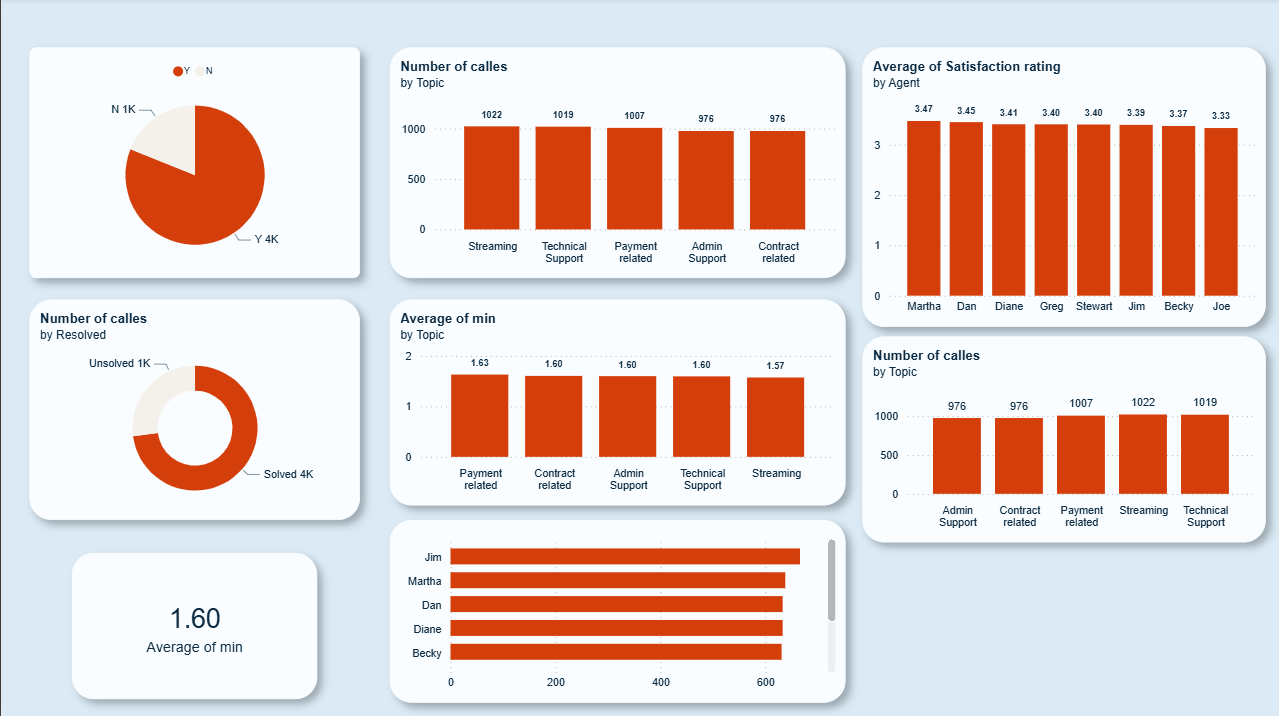 Y N
N 1K
Y 4K
Number of calles
by Resolved
Unsolved 1K
Solved 4K
1.60
Average of min
Number of calles
by Topic
1022 1019 1007 976 976
1000
500
0
Streaming Technical Payment Admin Contract
Support related Support related
Average of min
by Topic
2
1.63 1.60 1.60 1.60 1.57
1
0
Payment Contract Admin Technical Streaming
related related Support Support
Jim
Martha
Dan
Diane
Becky
0 200 400 600
Average of Satisfaction rating
by Agent
3.47 3.45 3.41 3.40 3.40 3.39 3.37 3.33
3
2
1
0
Martha Dan Diane Greg Stewart Jim Becky Joe
Number of calles
by Topic
976 976 1007 1022 1019
1000
500
0
Admin Contract Payment Streaming Technical
Support related related Support